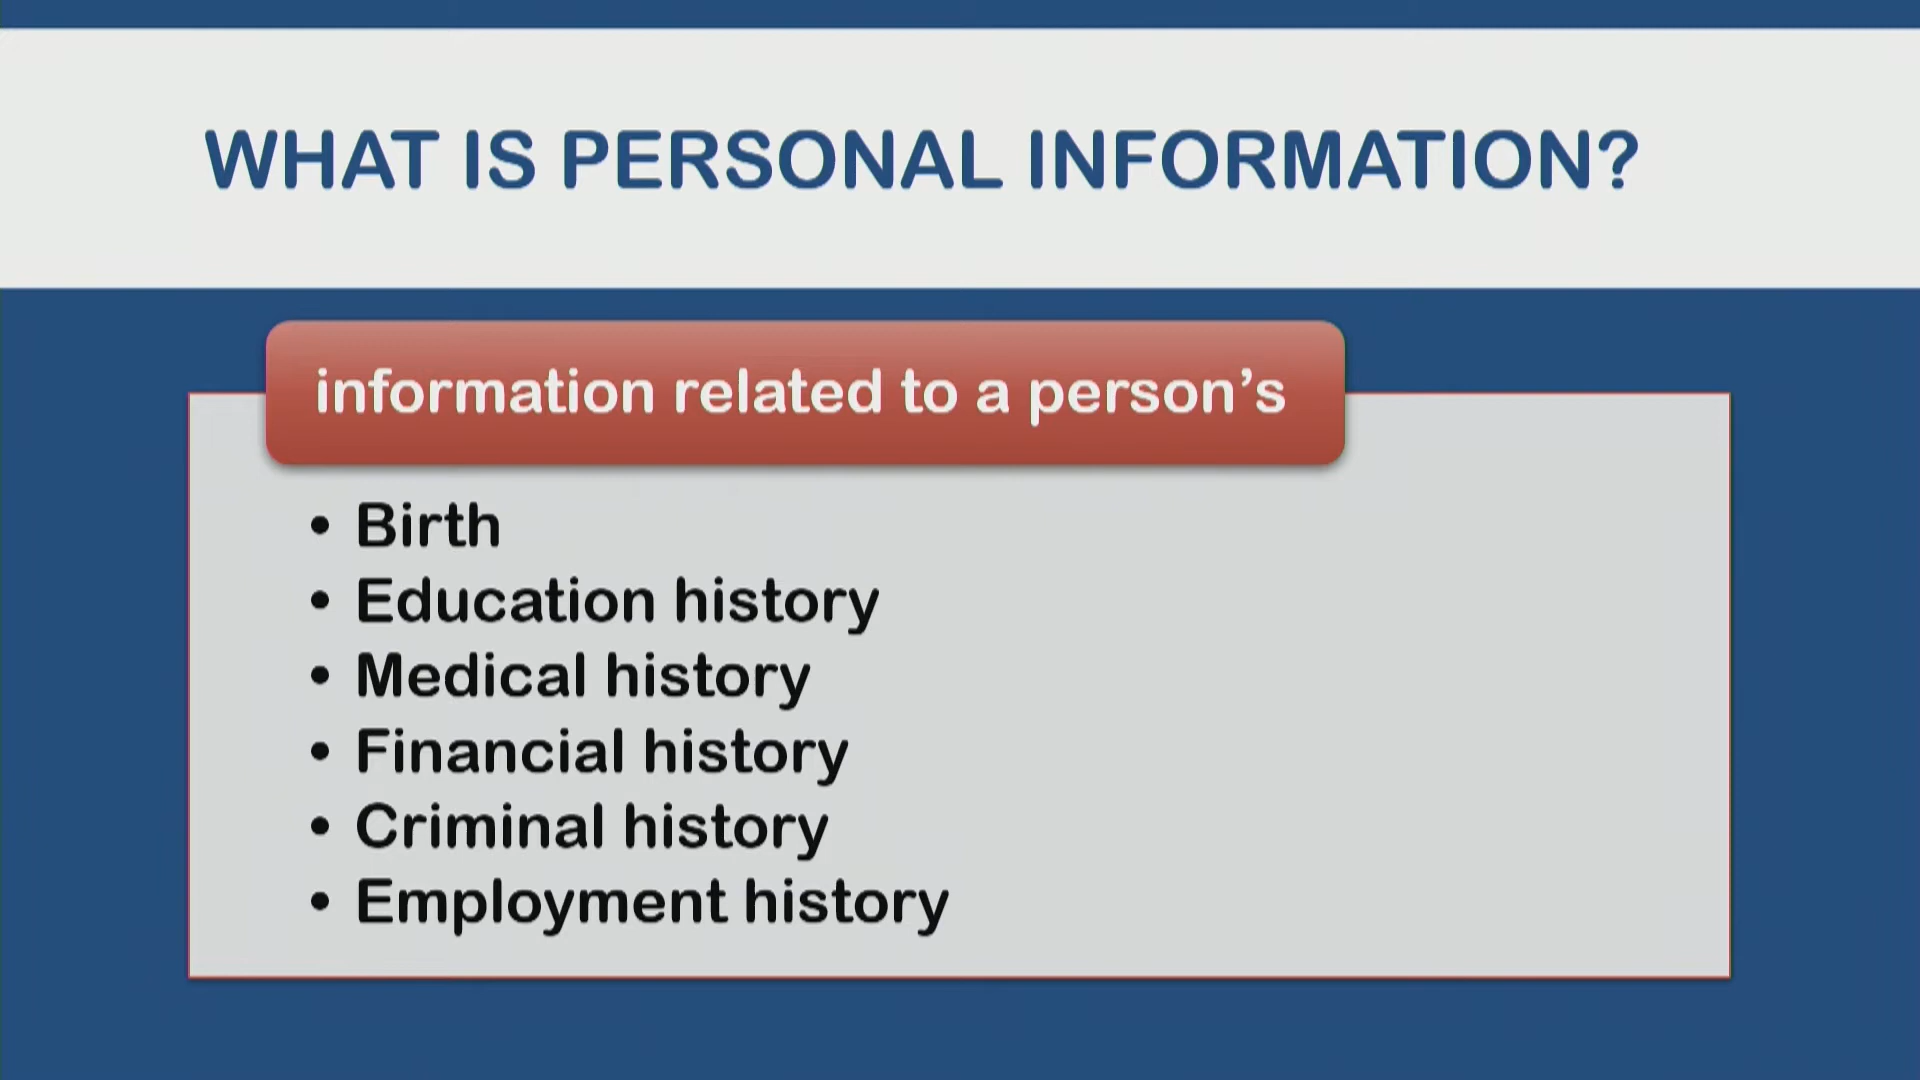 WHAT IS PERSONAL INFORMATION?
information related to a person’s
• Birth
• Education history
• Medical history
• Financial history
• Criminal history
• Employment history